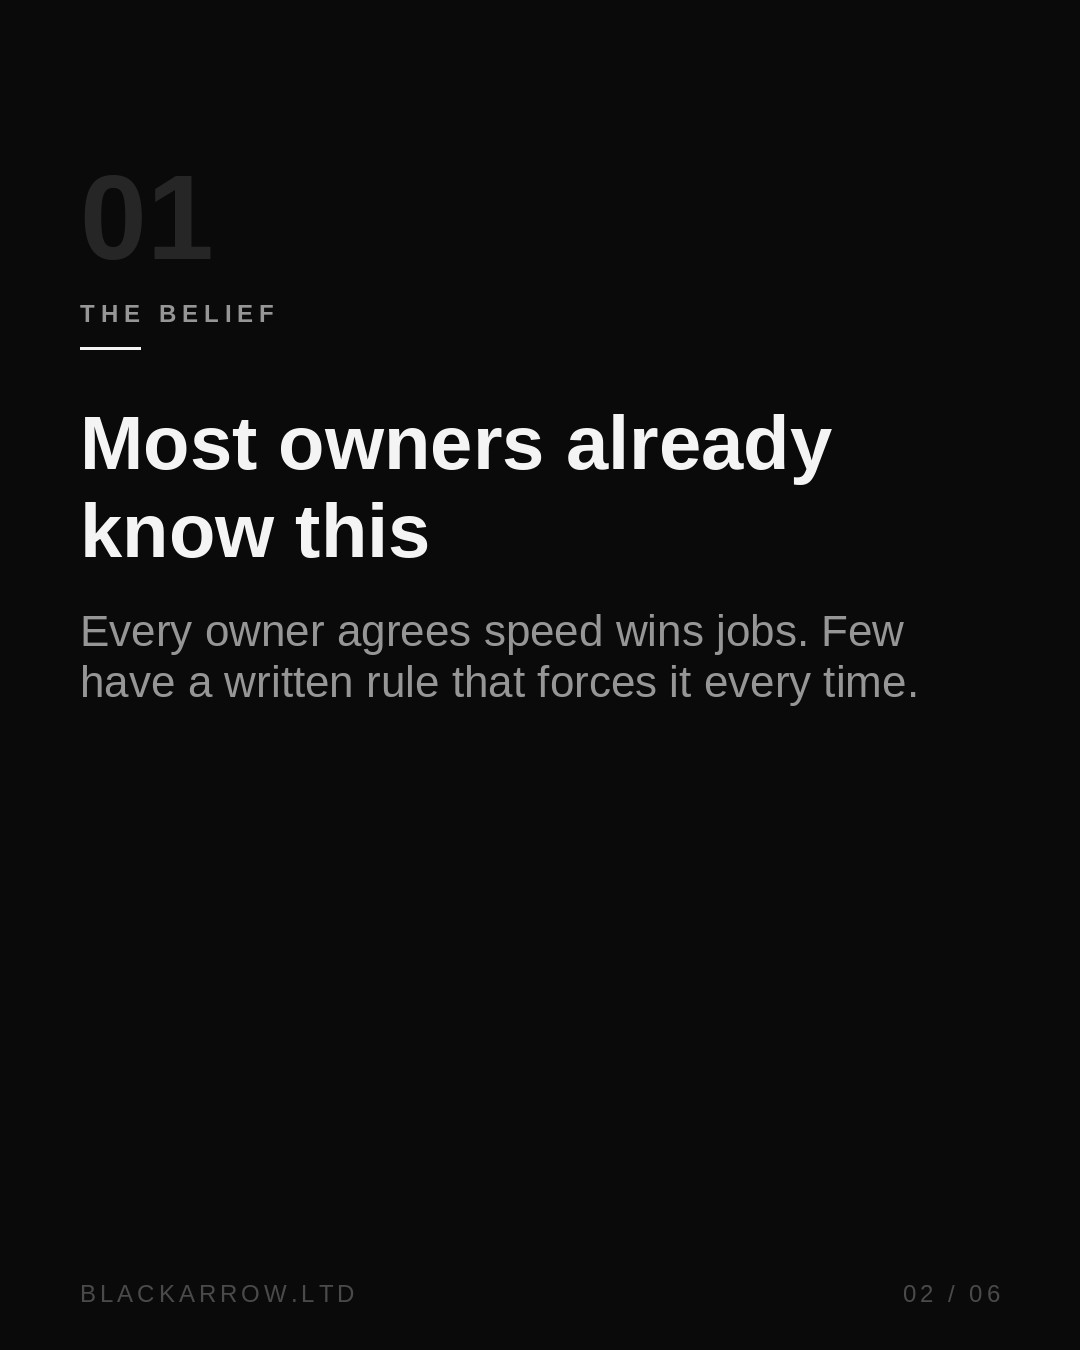 01
THE BELIEF
Most owners already
know this
Every owner agrees speed wins jobs. Few
have a written rule that forces it every time.
BLACKARROW.LTD
02 / 06